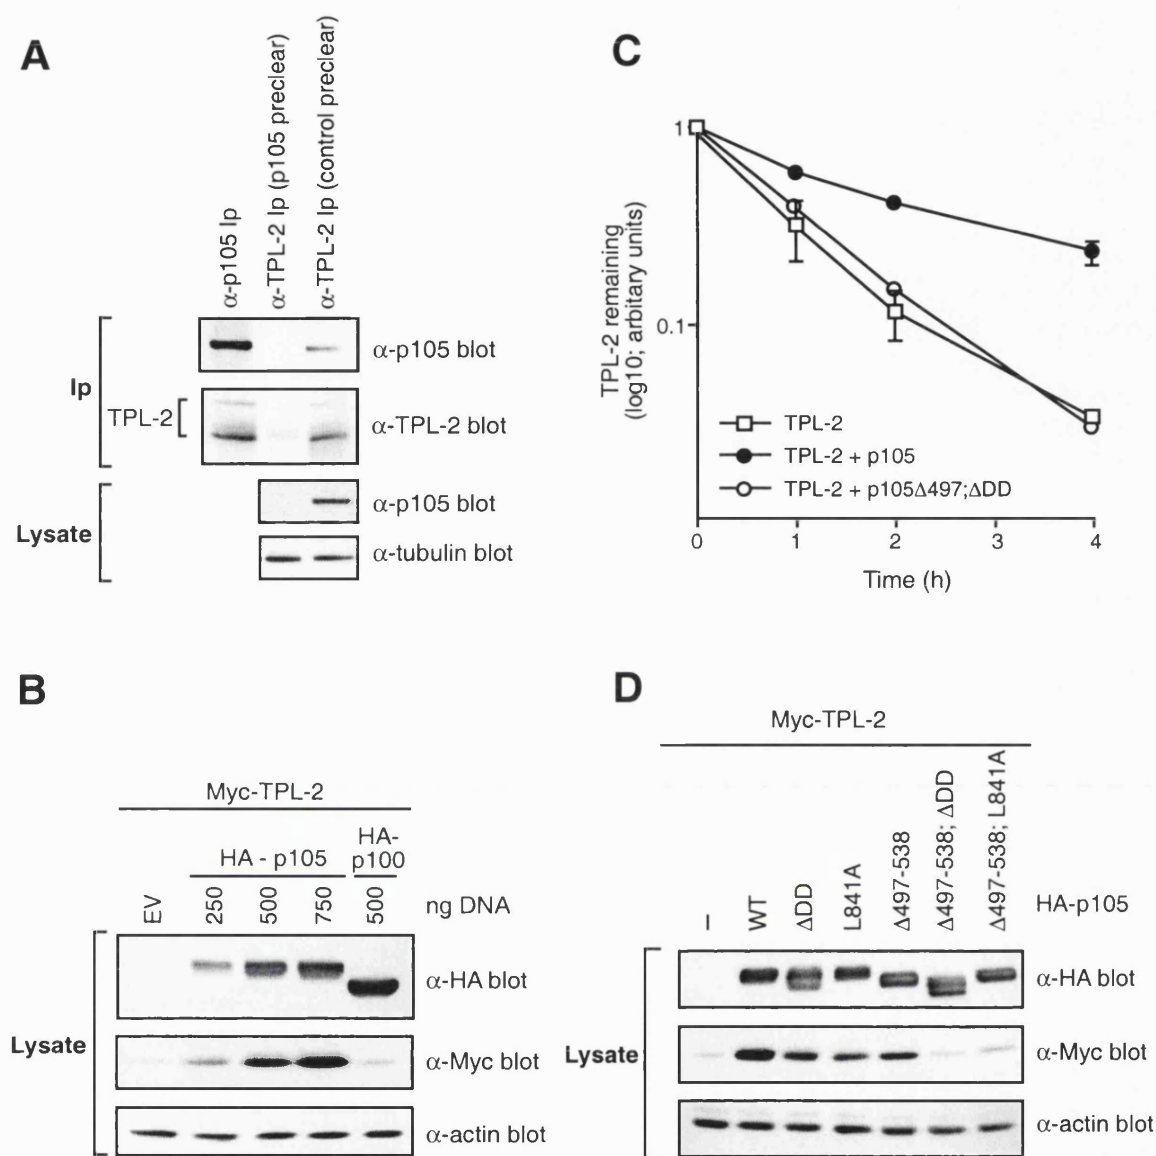 A
α-p105 Ip
α-TPL-2 Ip (p105 preclear)
α-TPL-2 Ip (control preclear)
Ip
α-p105 blot
TPL-2
α-TPL-2 blot
Lysate
α-p105 blot
α-tubulin blot
C
TPL-2 remaining
(log10; arbitary units)
1
0.1
TPL-2
TPL-2 + p105
TPL-2 + p105Δ497;ΔDD
0 1 2 3 4
Time (h)
B
Myc-TPL-2
HA - p105
HA-
p100
EV 250 500 750 500 ng DNA
α-HA blot
Lysate
α-Myc blot
α-actin blot
D
Myc-TPL-2
– WT ΔDD L841A Δ497-538 Δ497-538; ΔDD Δ497-538; L841A HA-p105
α-HA blot
Lysate
α-Myc blot
α-actin blot